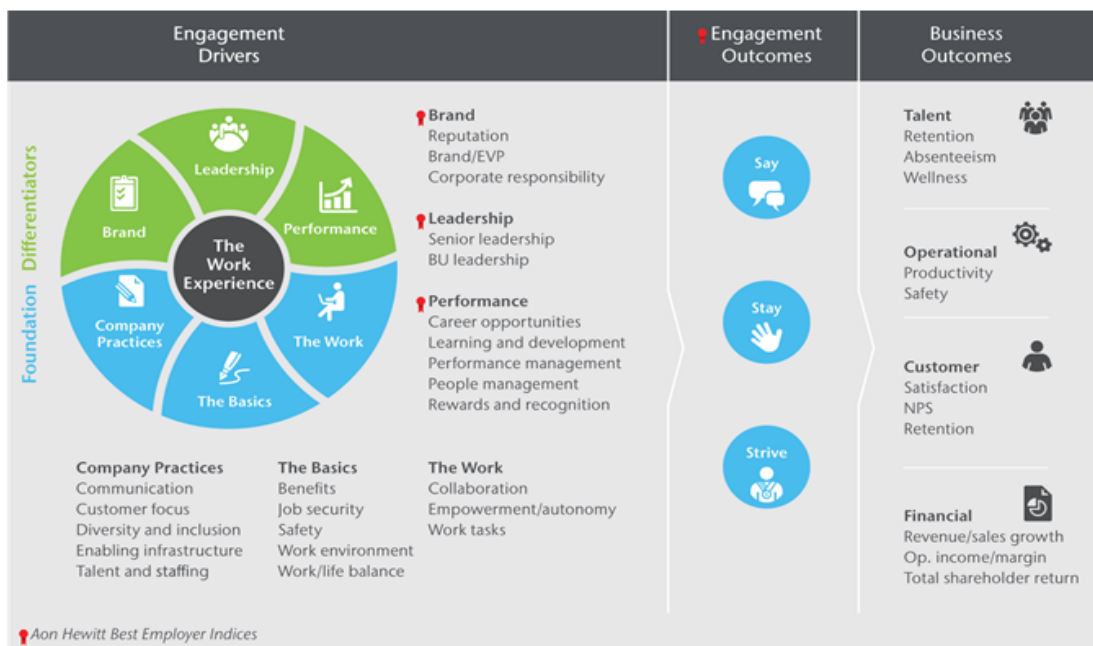 Engagement
Drivers
Engagement
Outcomes
Business
Outcomes
Differentiators
Foundation
Leadership
Brand
Performance
The
Work
Experience
Company
Practices
The Work
The Basics
Brand
Reputation
Brand/EVP
Corporate responsibility
Leadership
Senior leadership
BU leadership
Performance
Career opportunities
Learning and development
Performance management
People management
Rewards and recognition
Company Practices
Communication
Customer focus
Diversity and inclusion
Enabling infrastructure
Talent and staffing
The Basics
Benefits
Job security
Safety
Work environment
Work/life balance
The Work
Collaboration
Empowerment/autonomy
Work tasks
Say
Stay
Strive
Talent
Retention
Absenteeism
Wellness
Operational
Productivity
Safety
Customer
Satisfaction
NPS
Retention
Financial
Revenue/sales growth
Op. income/margin
Total shareholder return
Aon Hewitt Best Employer Indices